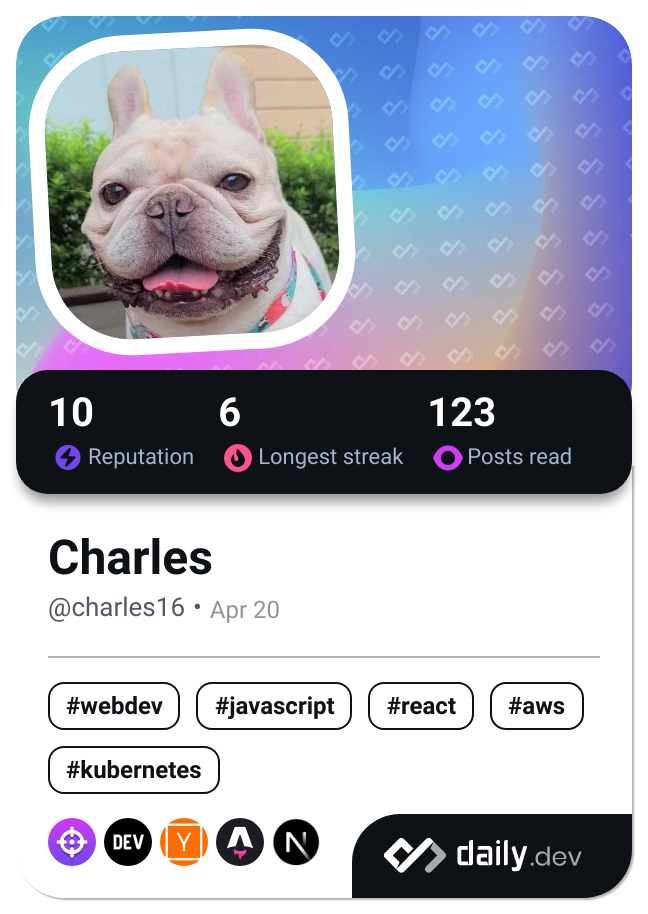 10 6 123
Reputation Longest streak Posts read
Charles
@charles16 • Apr 20
#webdev #javascript #react #aws
#kubernetes
DEV Y A N daily.dev